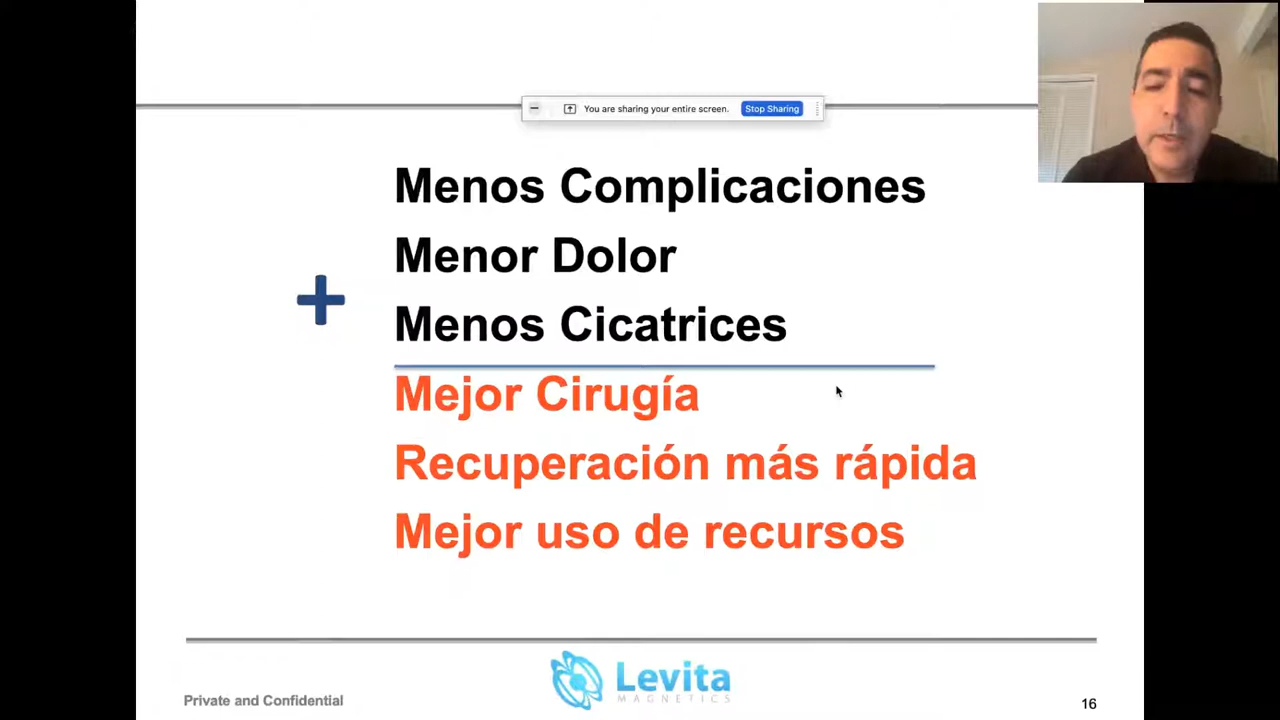 You are sharing your entire screen. Stop Sharing
Menos Complicaciones
Menor Dolor
+
Menos Cicatrices
Mejor Cirugía
Recuperación más rápida
Mejor uso de recursos
Levita
MAGNETICS
Private and Confidential
16